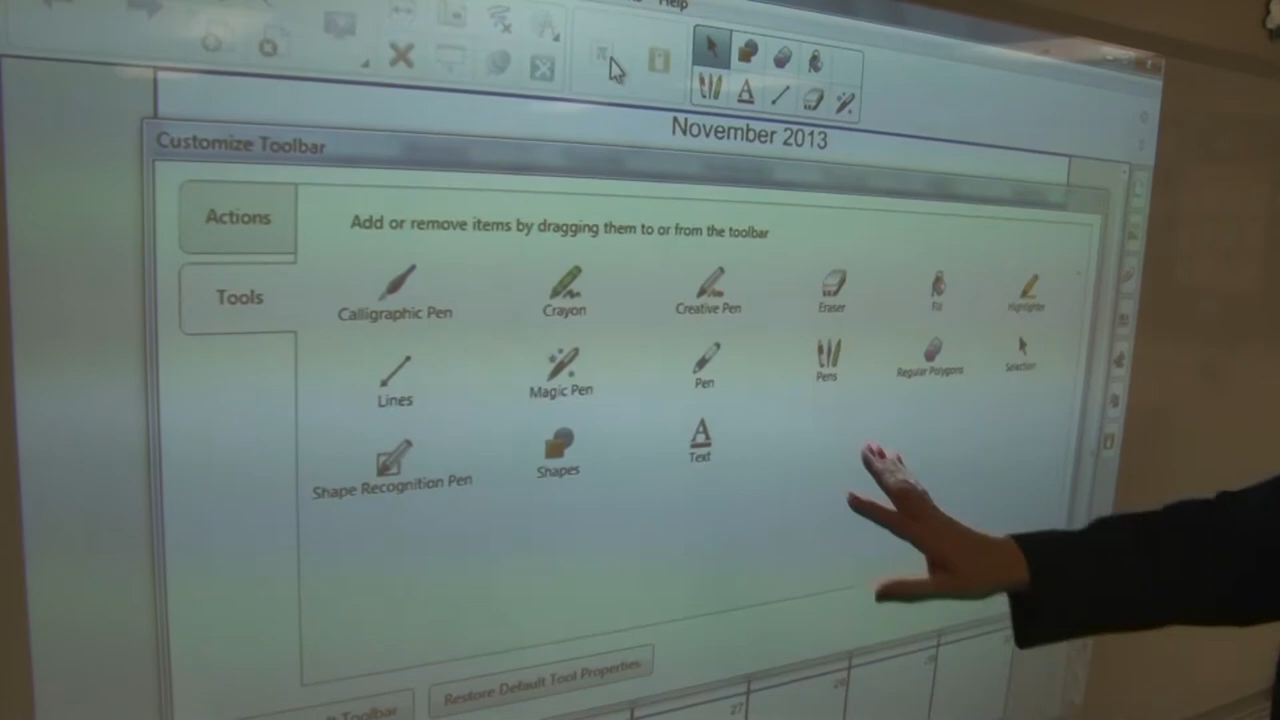 Help
November 2013
Customize Toolbar
Actions
Tools
Add or remove items by dragging them to or from the toolbar
Calligraphic Pen
Crayon
Creative Pen
Eraser
Fill
Highlighter
Lines
Magic Pen
Pen
Pens
Regular Polygons
Selection
Shape Recognition Pen
Shapes
A
Text
Toolbar
Restore Default Tool Properties
27
28